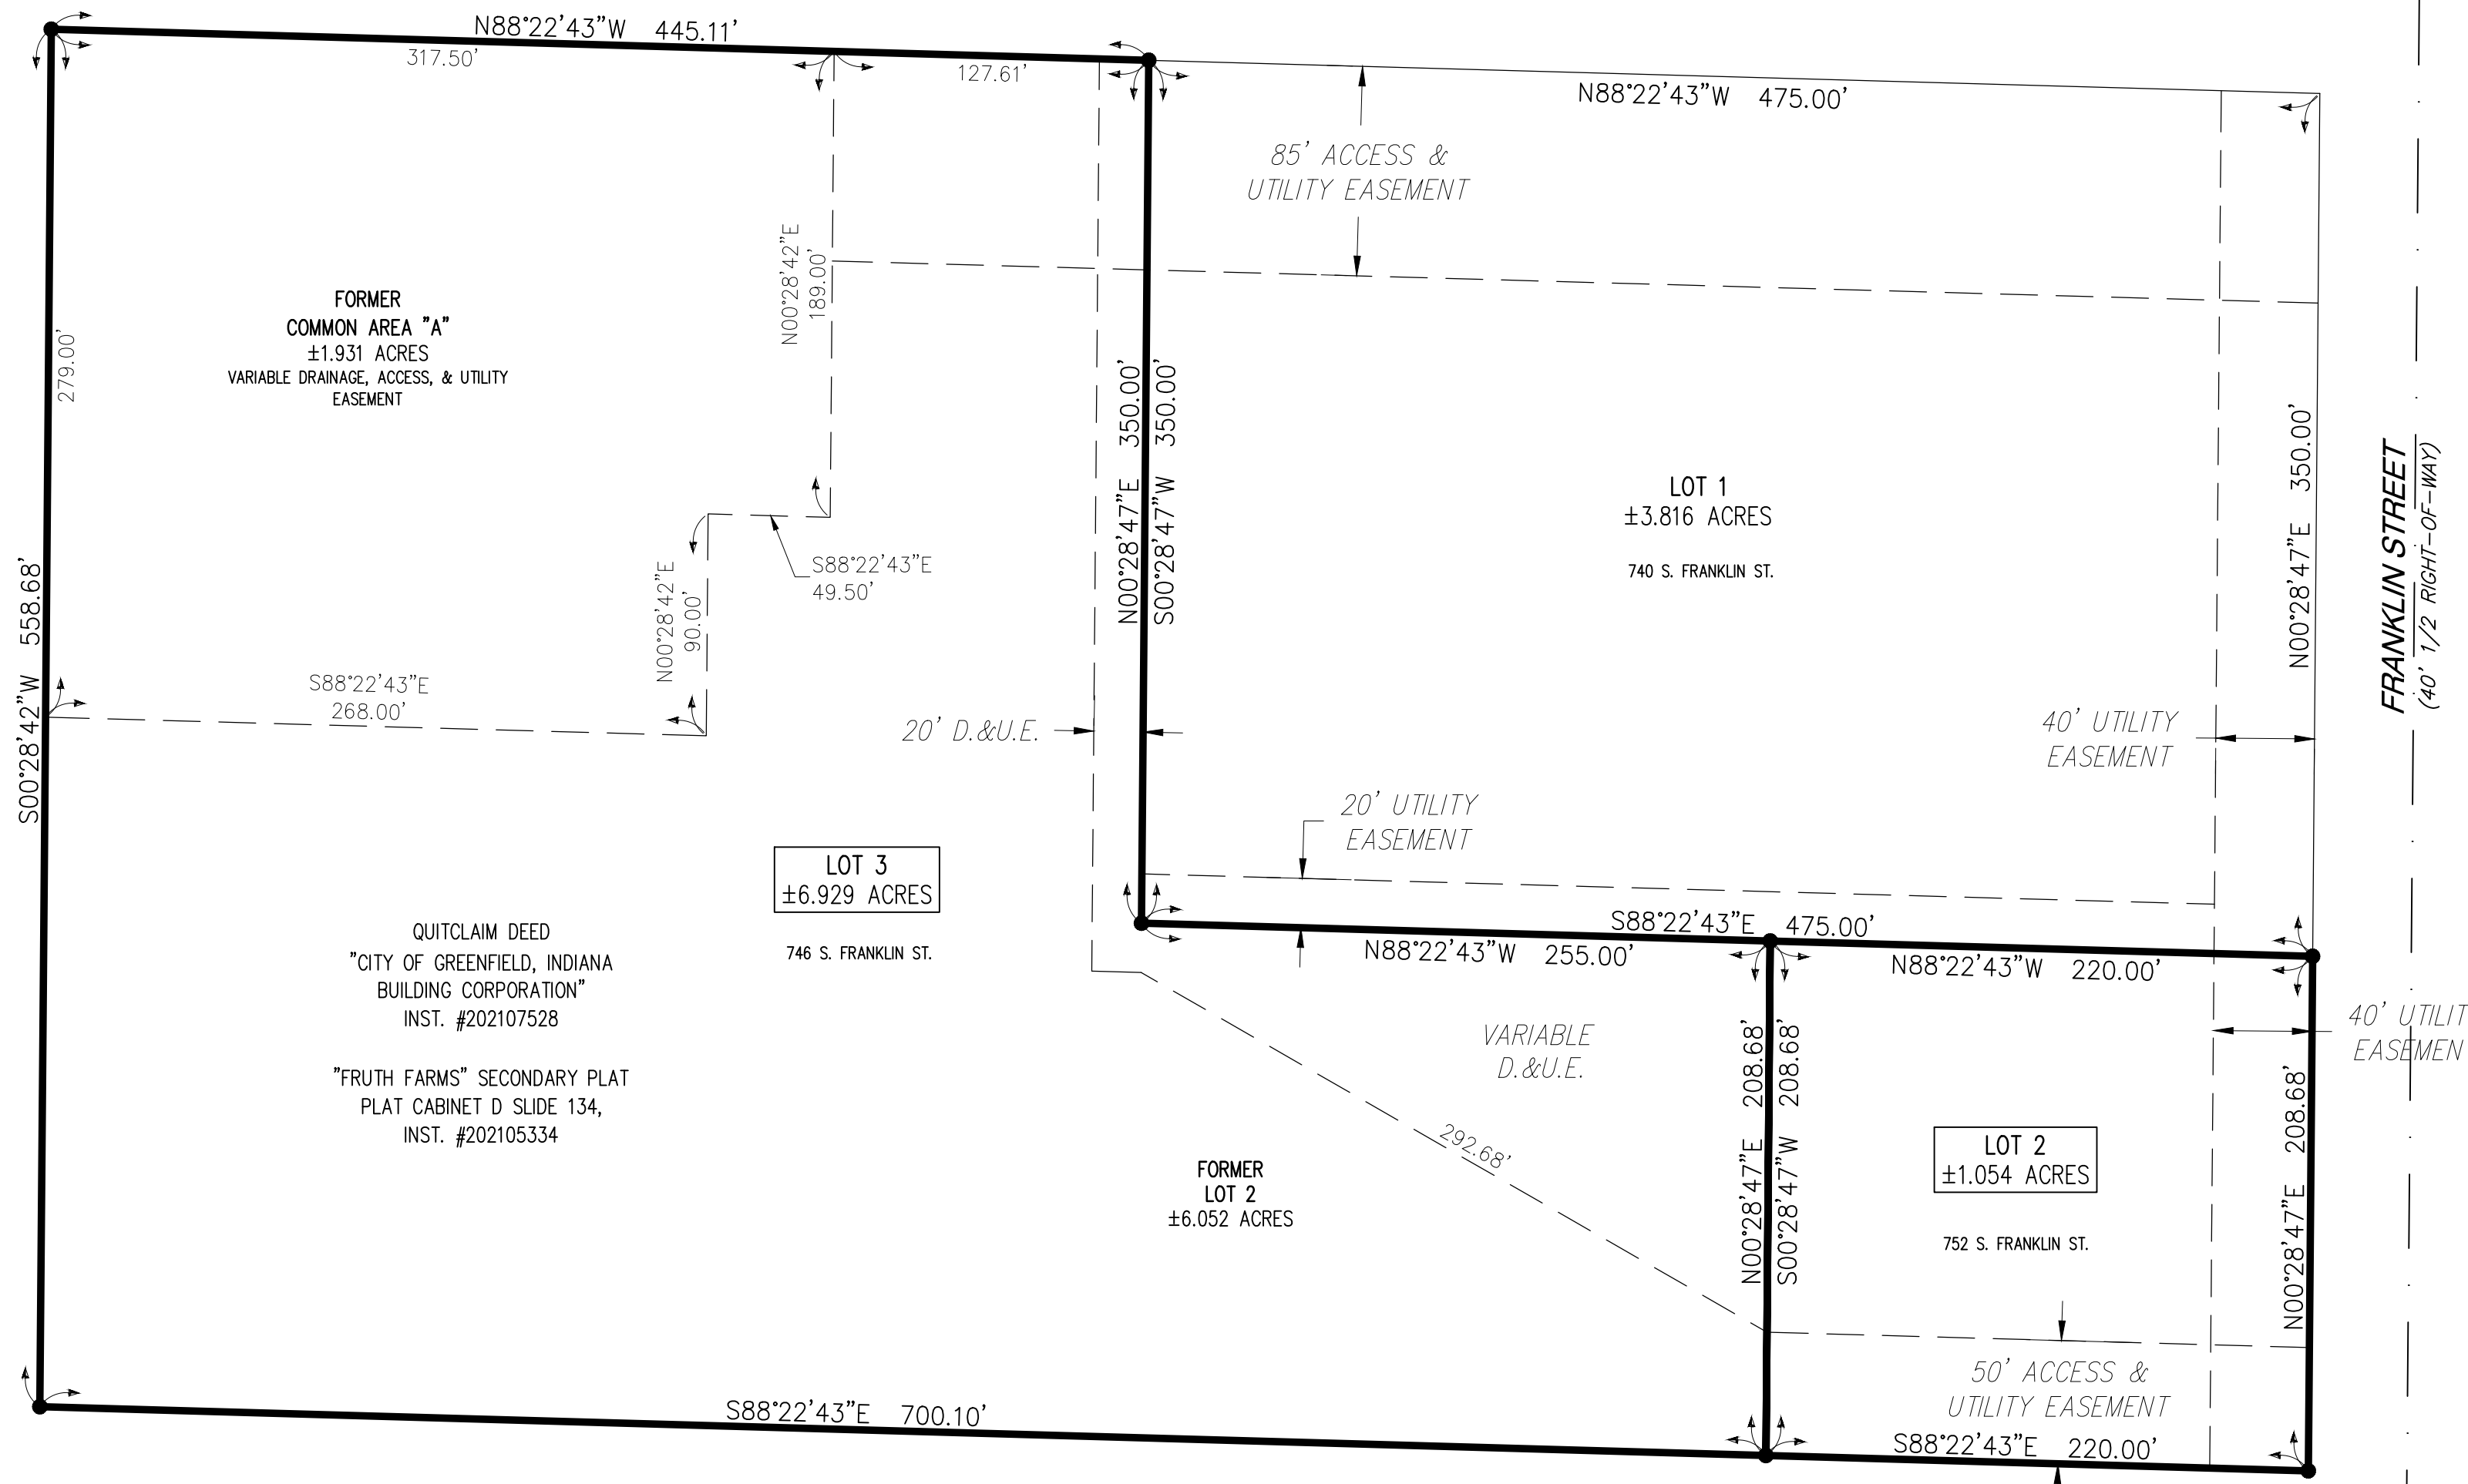 N88°22'43"W 445.11'
317.50'
127.61'
N88°22'43"W 475.00'
85' ACCESS &
UTILITY EASEMENT
N00°28'42"E
189.00'
FORMER
COMMON AREA "A"
±1.931 ACRES
VARIABLE DRAINAGE, ACCESS, & UTILITY
EASEMENT
279.00'
N00°28'47"E 350.00'
S00°28'47"W 350.00'
LOT 1
±3.816 ACRES
740 S. FRANKLIN ST.
N00°28'47"E 350.00'
FRANKLIN STREET
(40' 1/2 RIGHT-OF-WAY)
S88°22'43"E
49.50'
N00°28'42"E
90.00'
S00°28'42"W 558.68'
S88°22'43"E
268.00'
20' D.&U.E.
40' UTILITY
EASEMENT
20' UTILITY
EASEMENT
LOT 3
±6.929 ACRES
746 S. FRANKLIN ST.
S88°22'43"E 475.00'
N88°22'43"W 255.00'
N88°22'43"W 220.00'
QUITCLAIM DEED
"CITY OF GREENFIELD, INDIANA
BUILDING CORPORATION"
INST. #202107528
"FRUTH FARMS" SECONDARY PLAT
PLAT CABINET D SLIDE 134,
INST. #202105334
VARIABLE
D.&U.E.
40' UTILIT
EASEMEN
292.68'
N00°28'47"E 208.68'
S00°28'47"W 208.68'
LOT 2
±1.054 ACRES
752 S. FRANKLIN ST.
N00°28'47"E 208.68'
FORMER
LOT 2
±6.052 ACRES
50' ACCESS &
UTILITY EASEMENT
S88°22'43"E 700.10'
S88°22'43"E 220.00'